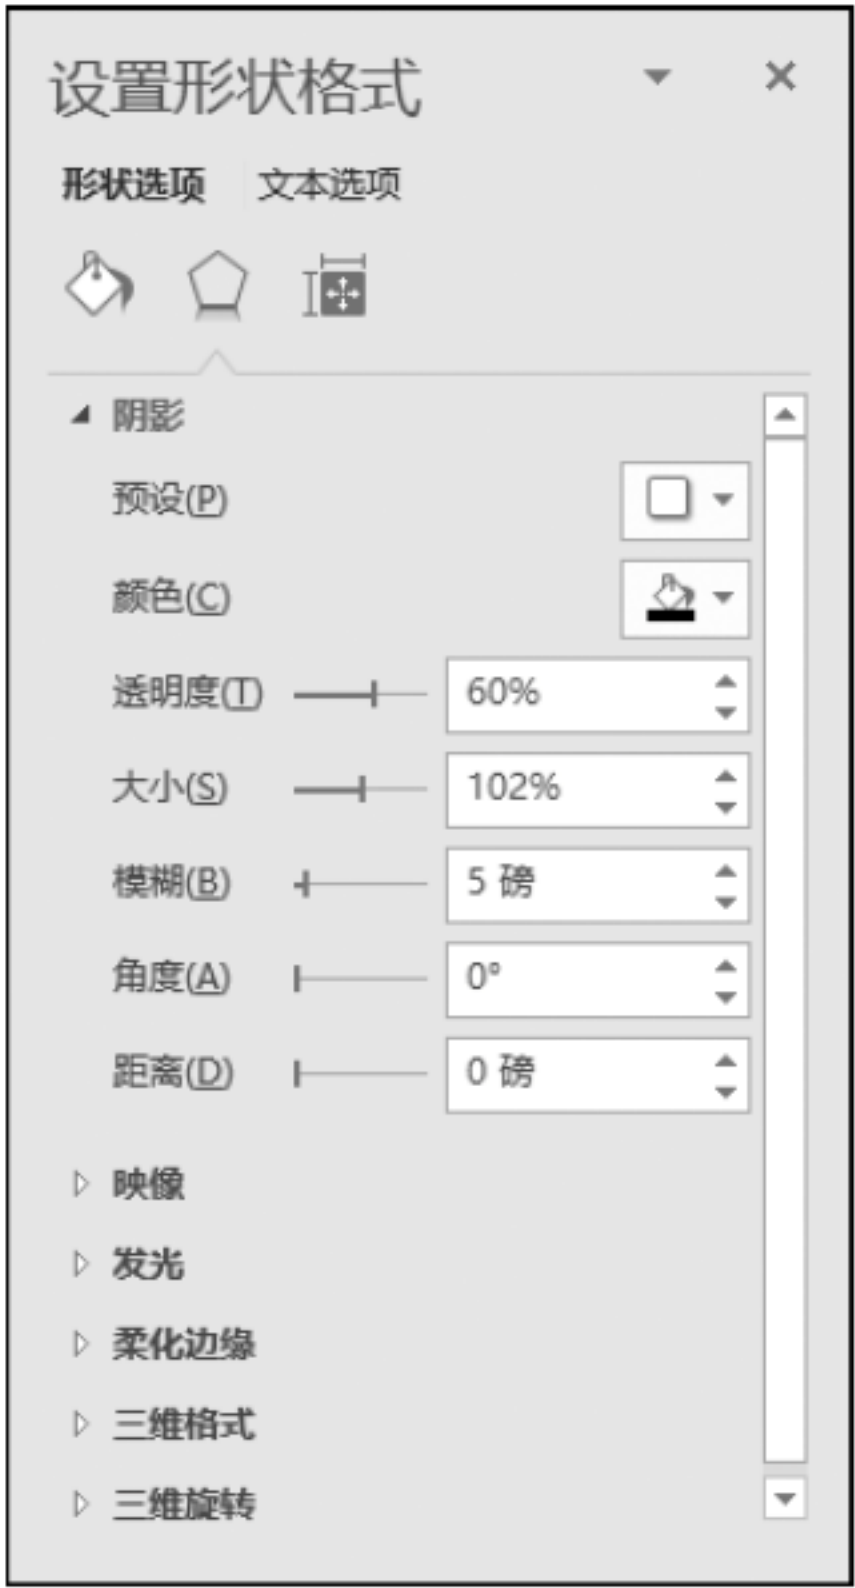 设置形状格式
形状选项 文本选项
阴影
预设(P)
颜色(C)
透明度(T) 60%
大小(S) 102%
模糊(B) 5 磅
角度(A) 0°
距离(D) 0 磅
映像
发光
柔化边缘
三维格式
三维旋转